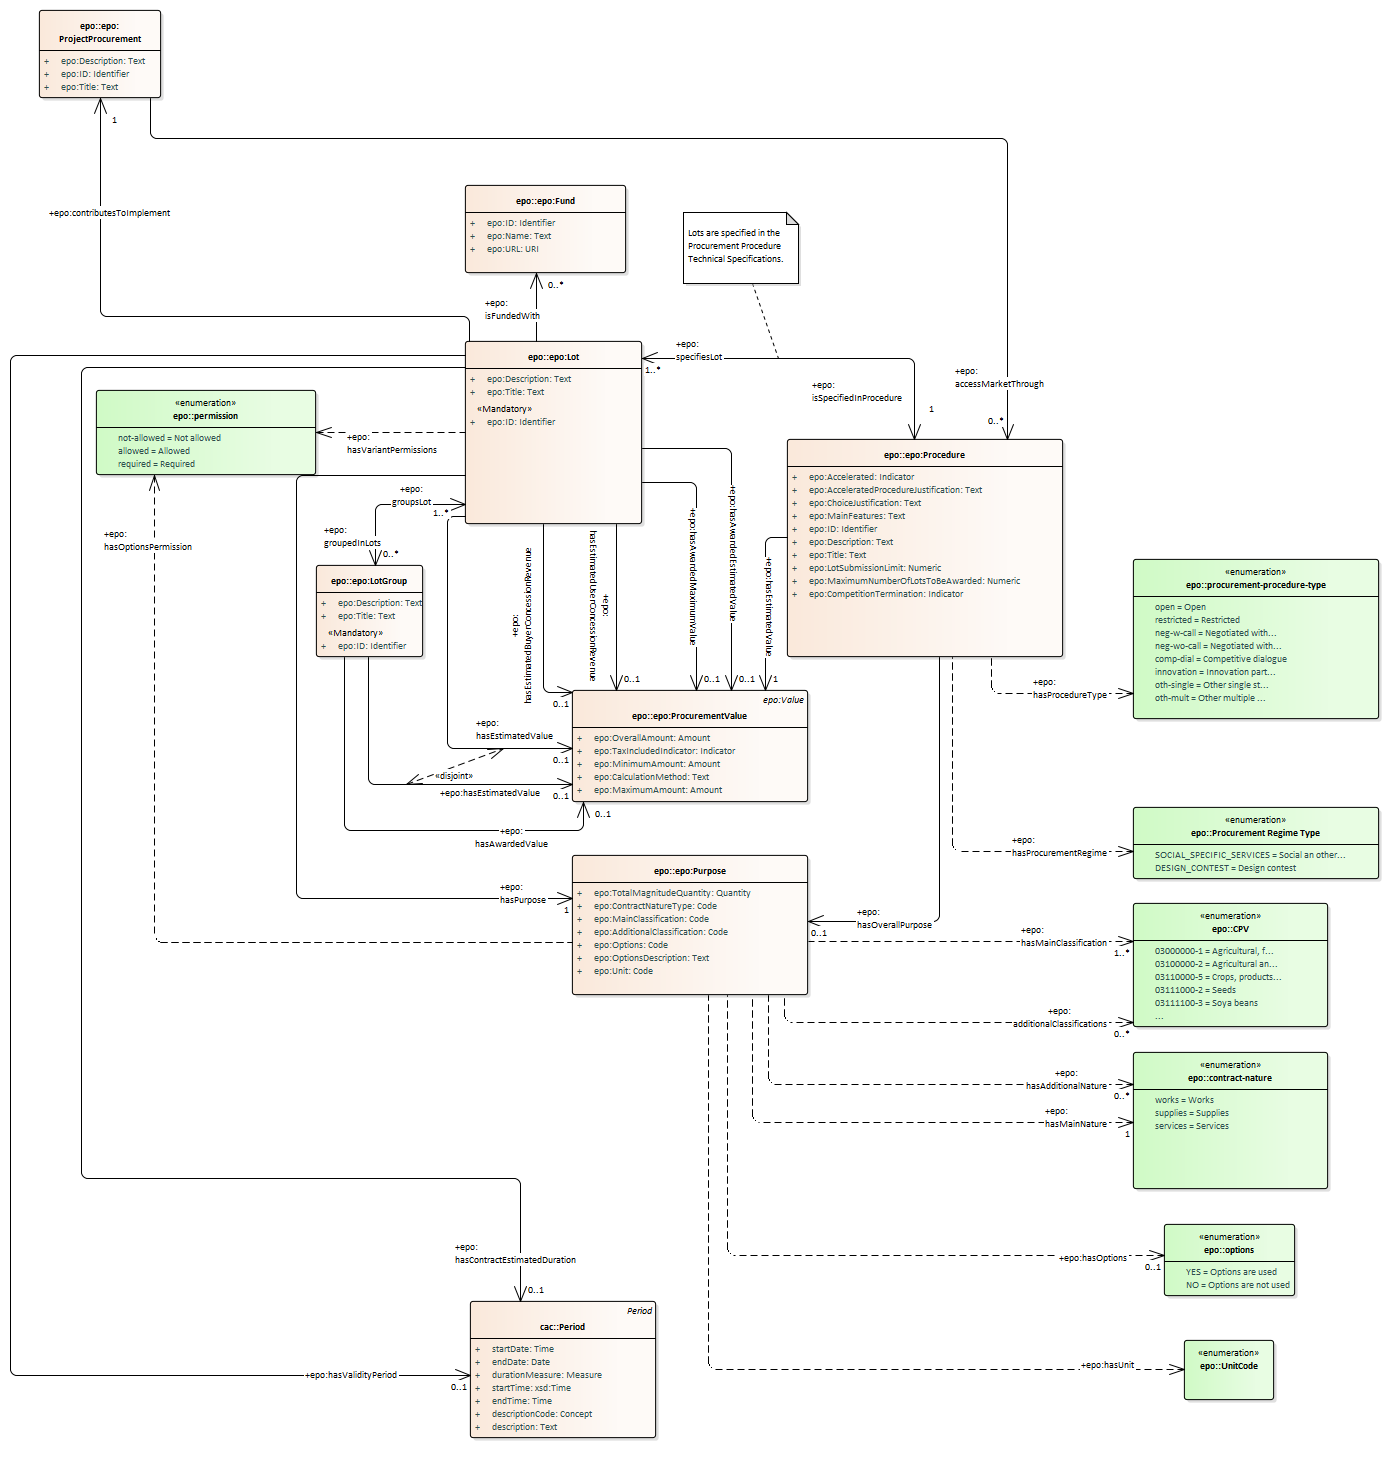 epo::epo:
ProjectProcurement
+ epo:Description: Text
+ epo:ID: Identifier
+ epo:Title: Text
1
+epo:contributesToImplement
epo::epo:Fund
+ epo:ID: Identifier
+ epo:Name: Text
+ epo:URL: URI
0..*
+epo:
isFundedWith
Lots are specified in the
Procurement Procedure
Technical Specifications.
epo::epo:Lot
+ epo:Description: Text
+ epo:Title: Text
«Mandatory»
+ epo:ID: Identifier
+epo:
specifiesLot
1..*
+epo:
isSpecifiedInProcedure
1
+epo:
accessMarketThrough
0..*
«enumeration»
epo::permission
not-allowed = Not allowed
allowed = Allowed
required = Required
+epo:
hasVariantPermissions
+epo:
hasOptionsPermission
+epo:
groupsLot
1..*
+epo:
groupedInLots
0..*
epo::epo:LotGroup
+ epo:Description: Text
+ epo:Title: Text
«Mandatory»
+ epo:ID: Identifier
epo::epo:Procedure
+ epo:Accelerated: Indicator
+ epo:AcceleratedProcedureJustification: Text
+ epo:ChoiceJustification: Text
+ epo:MainFeatures: Text
+ epo:ID: Identifier
+ epo:Description: Text
+ epo:Title: Text
+ epo:LotSubmissionLimit: Numeric
+ epo:MaximumNumberOfLotsToBeAwarded: Numeric
+ epo:CompetitionTermination: Indicator
+epo:
hasEstimatedBuyerConcessionRevenue
0..1
+epo:
hasEstimatedUserConcessionRevenue
0..1
+epo:hasAwardedMaximumValue
0..1
+epo:hasAwardedEstimatedValue
0..1
+epo:hasEstimatedValue
1
«enumeration»
epo::procurement-procedure-type
open = Open
restricted = Restricted
neg-w-call = Negotiated with...
neg-wo-call = Negotiated with...
comp-dial = Competitive dialogue
innovation = Innovation part...
oth-single = Other single st...
oth-mult = Other multiple ...
+epo:
hasProcedureType
epo:Value
epo::epo:ProcurementValue
+ epo:OverallAmount: Amount
+ epo:TaxIncludedIndicator: Indicator
+ epo:MinimumAmount: Amount
+ epo:CalculationMethod: Text
+ epo:MaximumAmount: Amount
+epo:
hasEstimatedValue
0..1
«disjoint»
+epo:hasEstimatedValue
0..1
+epo:
hasAwardedValue
0..1
«enumeration»
epo::Procurement Regime Type
SOCIAL_SPECIFIC_SERVICES = Social an other...
DESIGN_CONTEST = Design contest
+epo:
hasProcurementRegime
epo::epo:Purpose
+ epo:TotalMagnitudeQuantity: Quantity
+ epo:ContractNatureType: Code
+ epo:MainClassification: Code
+ epo:AdditionalClassification: Code
+ epo:Options: Code
+ epo:OptionsDescription: Text
+ epo:Unit: Code
+epo:
hasPurpose
1
+epo:
hasOverallPurpose
0..1
+epo:
hasMainClassification
1..*
«enumeration»
epo::CPV
03000000-1 = Agricultural, f...
03100000-2 = Agricultural an...
03110000-5 = Crops, products...
03111000-2 = Seeds
03111100-3 = Soya beans
...
+epo:
additionalClassifications
0..*
«enumeration»
epo::contract-nature
works = Works
supplies = Supplies
services = Services
+epo:
hasAdditionalNature
0..*
+epo:
hasMainNature
1
«enumeration»
epo::options
YES = Options are used
NO = Options are not used
+epo:hasOptions
0..1
+epo:
hasContractEstimatedDuration
0..1
Period
cac::Period
+ startDate: Time
+ endDate: Date
+ durationMeasure: Measure
+ startTime: xsd:Time
+ endTime: Time
+ descriptionCode: Concept
+ description: Text
+epo:hasValidityPeriod
0..1
«enumeration»
epo::UnitCode
+epo:hasUnit